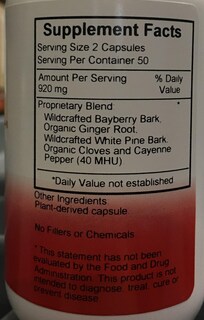 Supplement Facts
Serving Size 2 Capsules
Serving Per Container 50
Amount Per Serving % Daily
920 mg Value
Proprietary Blend *
Wildcrafted Bayberry Bark,
Organic Ginger Root,
Wildcrafted White Pine Bark,
Organic Cloves and Cayenne
Pepper (40 MHU)
*Daily Value not established
Other Ingredients:
Plant-derived capsule
No Fillers or Chemicals
*This statement has not been
evaluated by the Food and Drug
Administration. This product is not
intended to diagnose, treat, cure or
prevent disease.